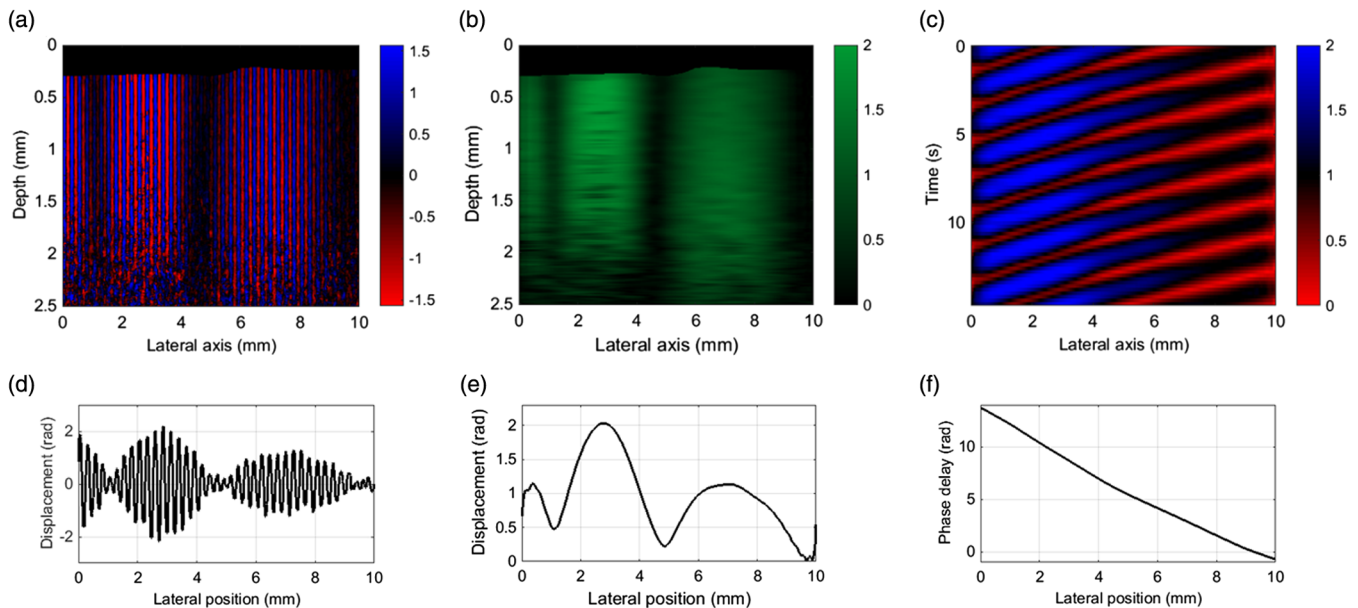 (a)
(b)
(c)
0
0.5
1
1.5
2
2.5
Depth (mm)
0 2 4 6 8 10
Lateral axis (mm)
1.5
1
0.5
0
-0.5
-1
-1.5
0
0.5
1
1.5
2
2.5
Depth (mm)
0 2 4 6 8 10
Lateral axis (mm)
2
1.5
1
0.5
0
0
5
10
Time (s)
0 2 4 6 8 10
Lateral axis (mm)
2
1.5
1
0.5
0
(d)
(e)
(f)
Displacement (rad)
2
0
-2
0 2 4 6 8 10
Lateral position (mm)
Displacement (rad)
2
1.5
1
0.5
0
0 2 4 6 8 10
Lateral position (mm)
Phase delay (rad)
10
5
0
0 2 4 6 8 10
Lateral position (mm)